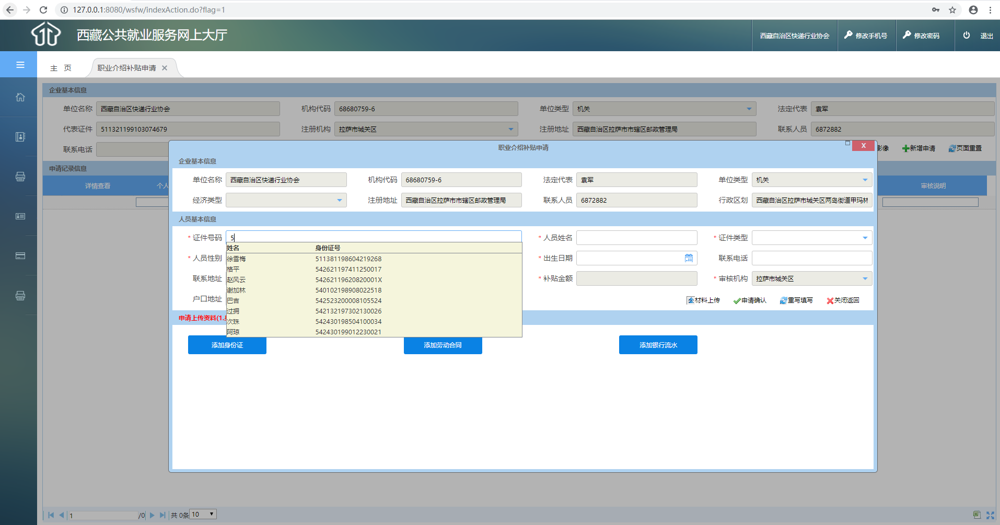 127.0.0.1:8080/wsfw/indexAction.do?flag=1
西藏公共就业服务网上大厅
西藏自治区快递行业协会
修改手机号
修改密码
退出
主 页
职业介绍补贴申请
企业基本信息
单位名称 西藏自治区快递行业协会 机构代码 68680759-6 单位类型 机关 法定代表 袁军
代表证件 511321199103074679 注册机构 拉萨市城关区 注册地址 西藏自治区拉萨市市辖区邮政管理局 联系人员 6872882
联系电话 影像 新增申请 页面重置
申请记录信息
详情查看 个人 审核说明
职业介绍补贴申请
X
企业基本信息
单位名称 西藏自治区快递行业协会 机构代码 68680759-6 法定代表 袁军 单位类型 机关
经济类型 注册地址 西藏自治区拉萨市市辖区邮政管理局 联系人员 6872882 行政区划 西藏自治区拉萨市城关区两岛街道甲玛林
人员基本信息
* 证件号码 5 * 人员姓名 * 证件类型
姓名 身份证号
* 人员性别 * 出生日期 联系电话
徐雪梅 511381198604219268
格平 542621197411250017
联系地址 * 补贴金额 * 审核机构 拉萨市城关区
赵风云 54262119620820001X
谢加林 540102198908022518
户口地址 材料上传 申请确认 重写填写 关闭返回
巴吉 542523200008105524
过拥 542132197302130026
申请上传资料(1.
次珠 542430198504100034
阿琼 542430199012230021
添加身份证 添加劳动合同 添加银行流水
1 /0 共 0条 10